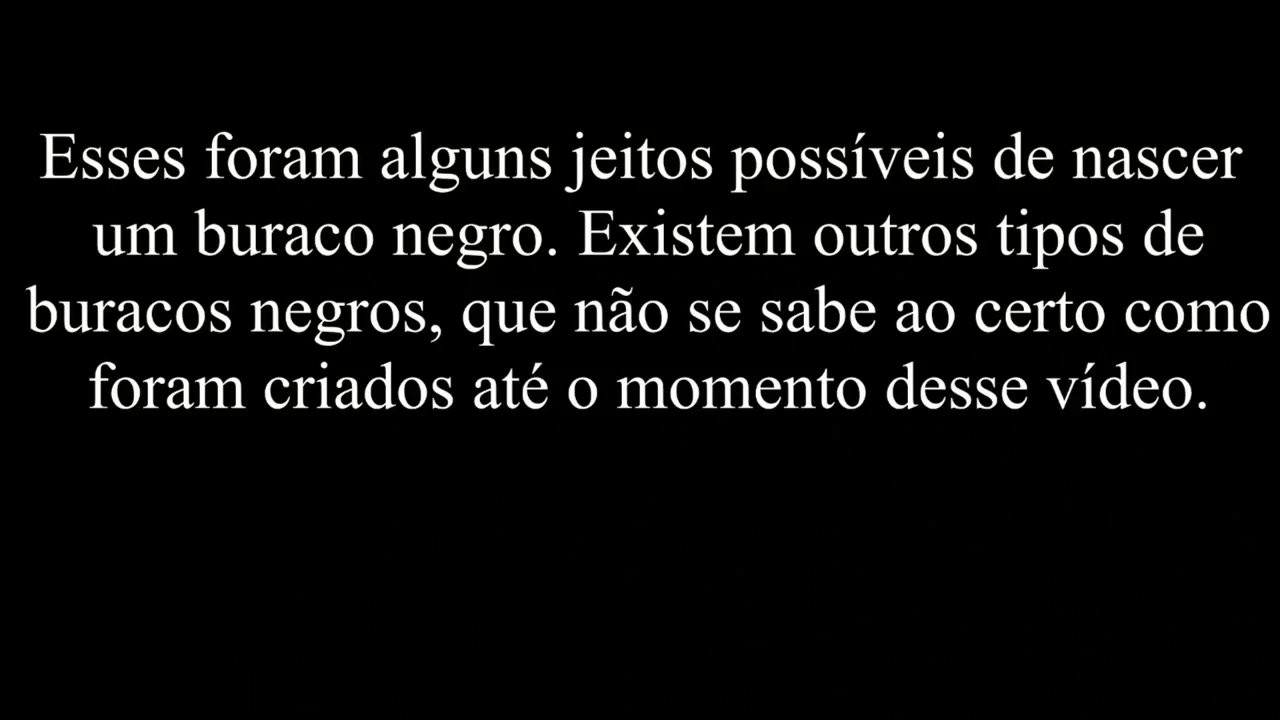 Esses foram alguns jeitos possíveis de nascer
um buraco negro. Existem outros tipos de
buracos negros, que não se sabe ao certo como
foram criados até o momento desse vídeo.